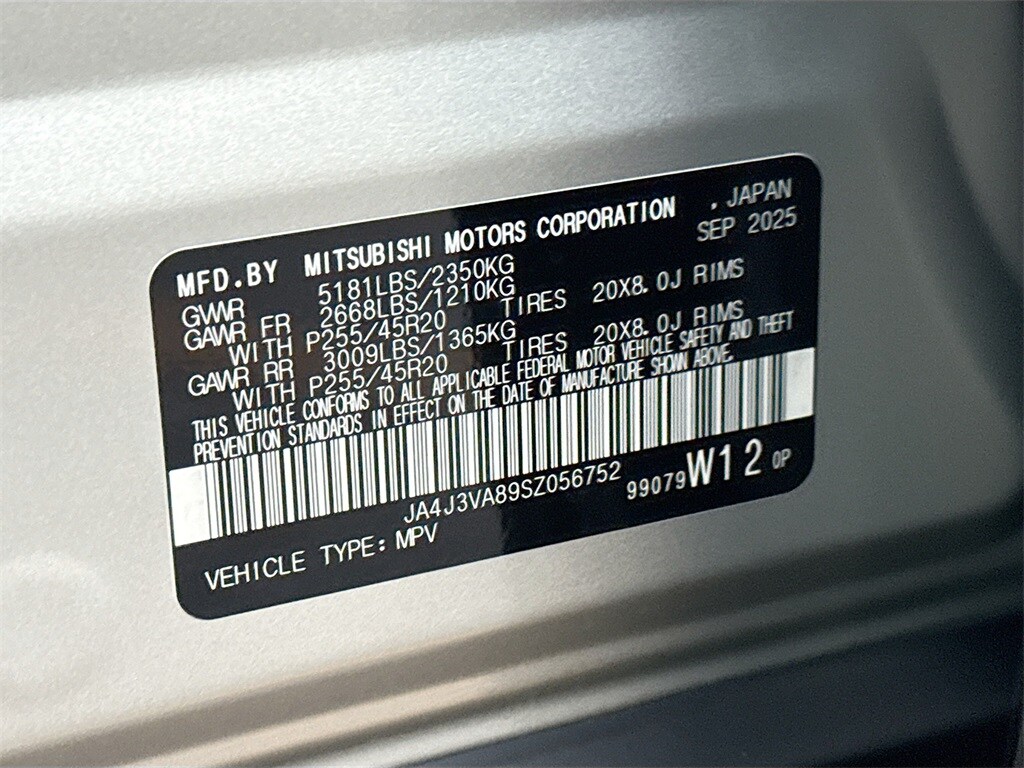 MFD.BY MITSUBISHI MOTORS CORPORATION , JAPAN
SEP 2025
GVWR 5181LBS/2350KG
GAWR FR 2668LBS/1210KG
WITH P255/45R20 TIRES 20X8.0J RIMS
GAWR RR 3009LBS/1365KG
WITH P255/45R20 TIRES 20X8.0J RIMS
THIS VEHICLE CONFORMS TO ALL APPLICABLE FEDERAL MOTOR VEHICLE SAFETY AND THEFT
PREVENTION STANDARDS IN EFFECT ON THE DATE OF MANUFACTURE SHOWN ABOVE.
JA4J3VA89SZ056752 99079W12 0P
VEHICLE TYPE: MPV